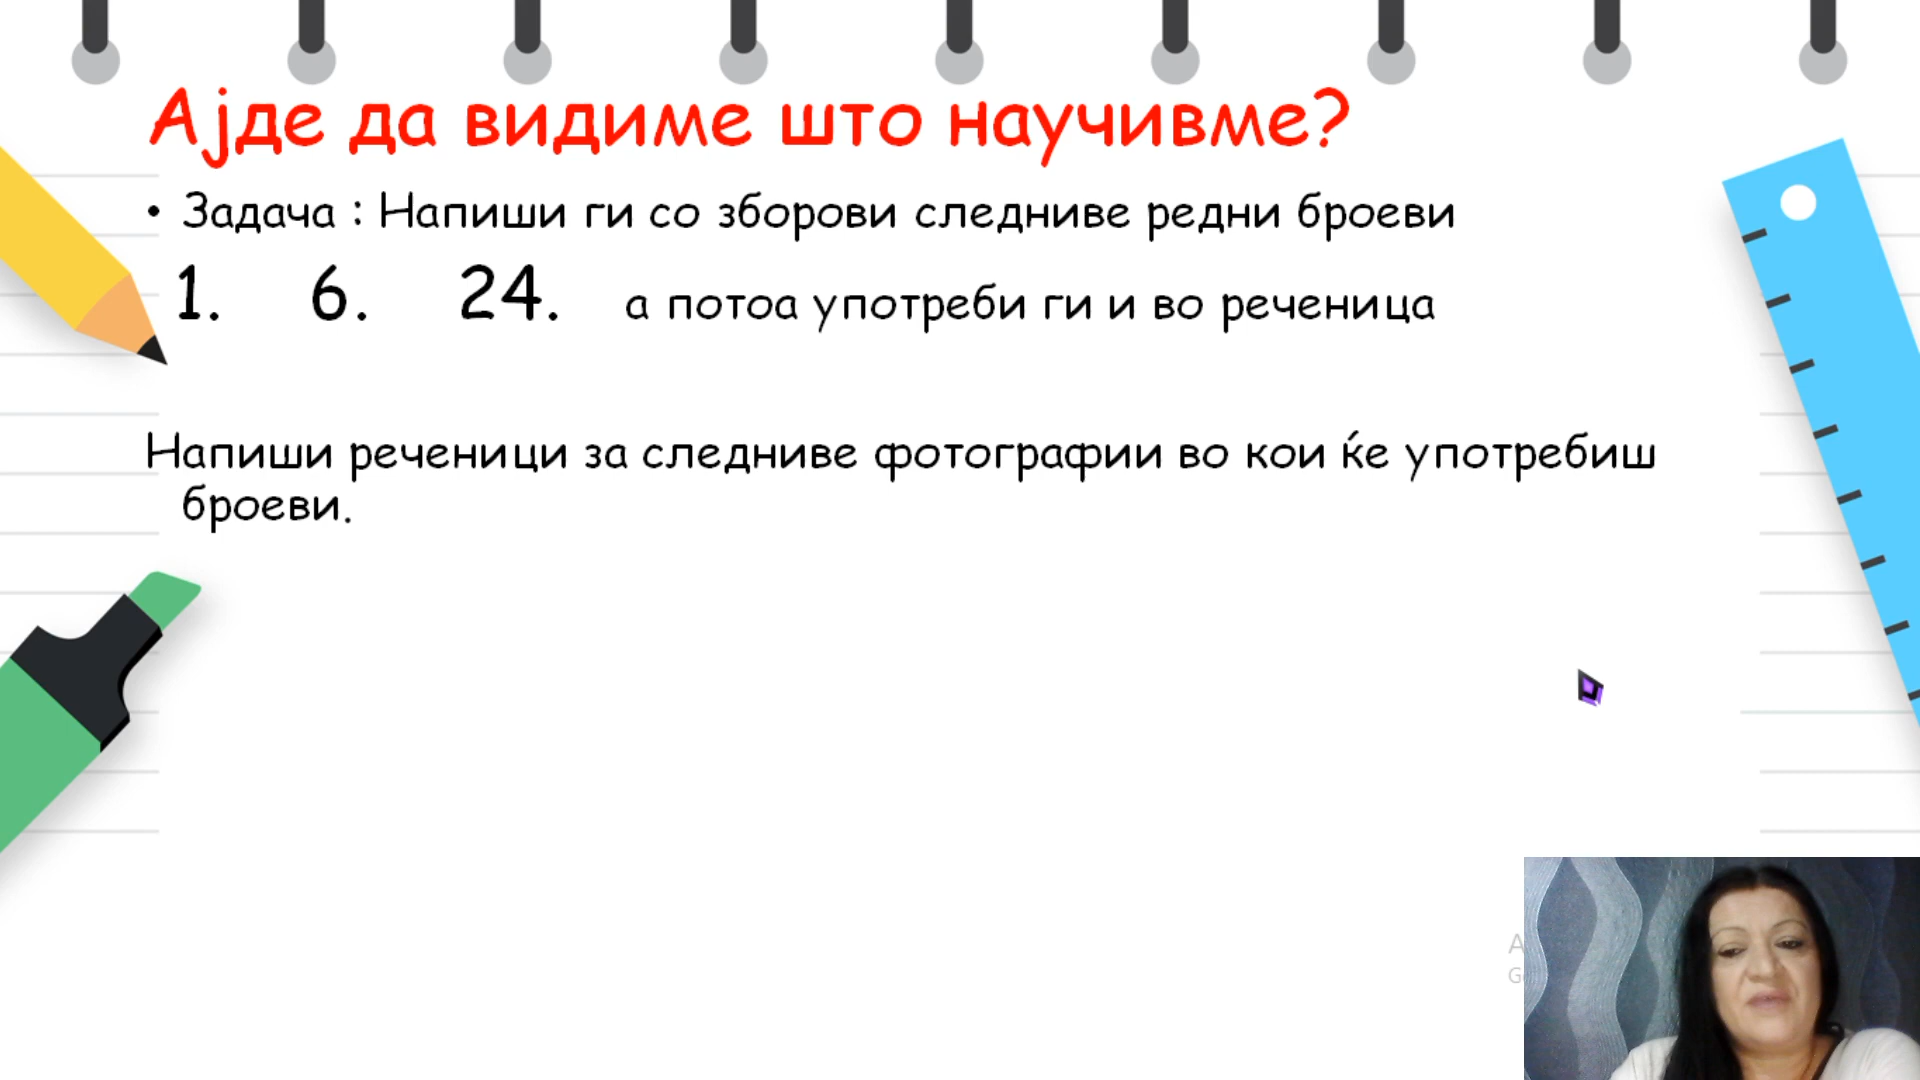 Ајде да видиме што научивме?
• Задача : Напиши ги со зборови следниве редни броеви
1. 6. 24. а потоа употреби ги и во реченица
Напиши реченици за следниве фотографии во кои ќе употребиш
броеви.